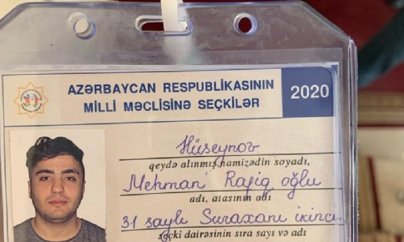 AZƏRBAYCAN RESPUBLİKASININ
MİLLİ MƏCLİSİNƏ SEÇKİLƏR
2020
Hüseynov
qeydə alınmış namizədin soyadı,
Mehman Rafiq oğlu
adı, atasının adı
31 saylı Suraxanı ikinci
seçki dairəsinin sıra sayı və adı